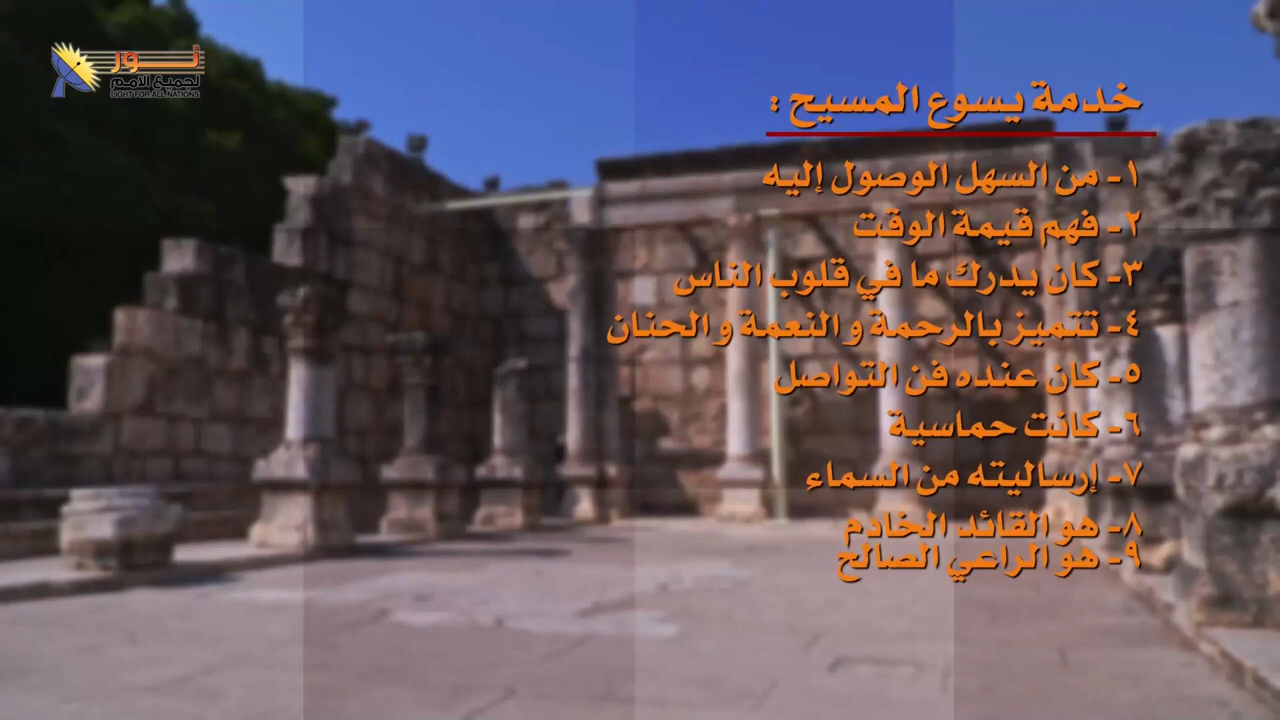 نور
لجميع الامم
LIGHT FOR ALL NATIONS
خدمة يسوع المسيح :
١- من السهل الوصول إليه
٢- فهم قيمة الوقت
٣- كان يدرك ما في قلوب الناس
٤- تتميز بالرحمة و النعمة و الحنان
٥- كان عنده فن التواصل
٦- كانت حماسية
٧- إرساليته من السماء
٨- هو القائد الخادم
٩- هو الراعي الصالح